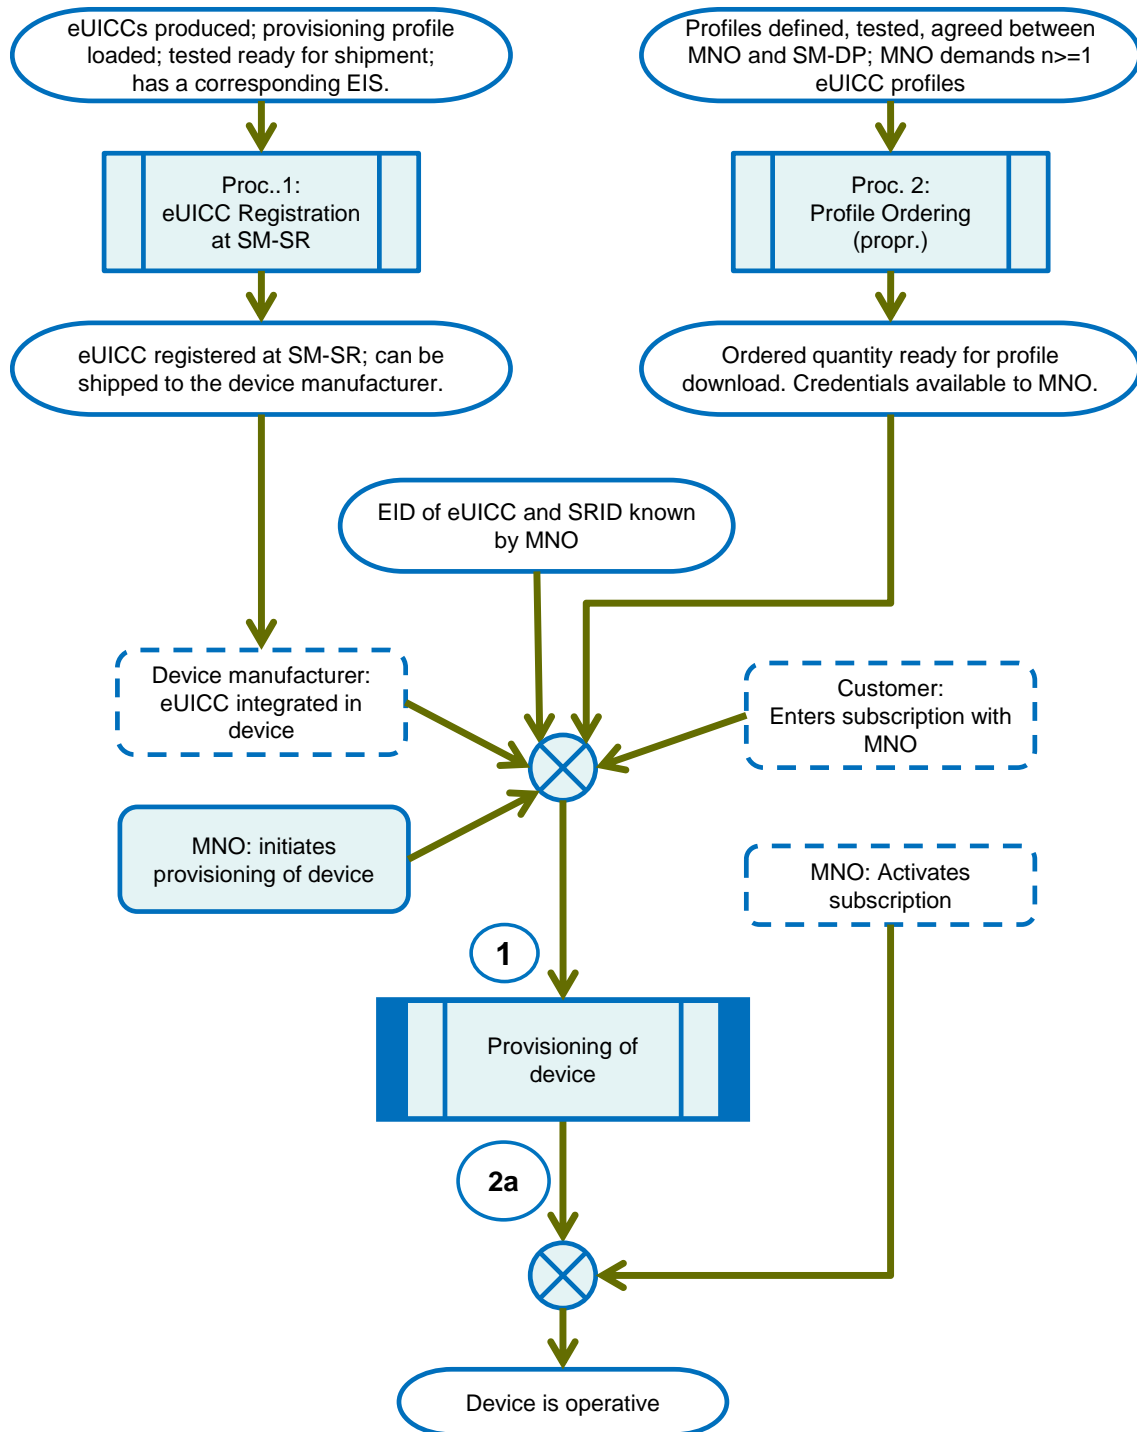 eUICCs produced; provisioning profile
loaded; tested ready for shipment;
has a corresponding EIS.
Profiles defined, tested, agreed between
MNO and SM-DP; MNO demands n>=1
eUICC profiles
Proc..1:
eUICC Registration
at SM-SR
Proc. 2:
Profile Ordering
(propr.)
eUICC registered at SM-SR; can be
shipped to the device manufacturer.
Ordered quantity ready for profile
download. Credentials available to MNO.
EID of eUICC and SRID known
by MNO
Device manufacturer:
eUICC integrated in
device
Customer:
Enters subscription with
MNO
MNO: initiates
provisioning of device
MNO: Activates
subscription
1
Provisioning of
device
2a
Device is operative